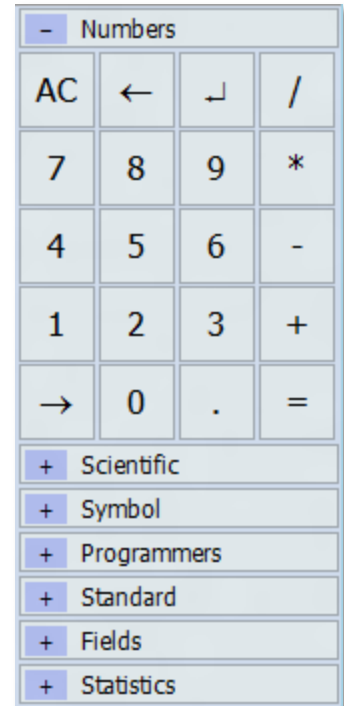 – Numbers
AC ← ↵ /
7 8 9 *
4 5 6 -
1 2 3 +
→ 0 . =
+ Scientific
+ Symbol
+ Programmers
+ Standard
+ Fields
+ Statistics